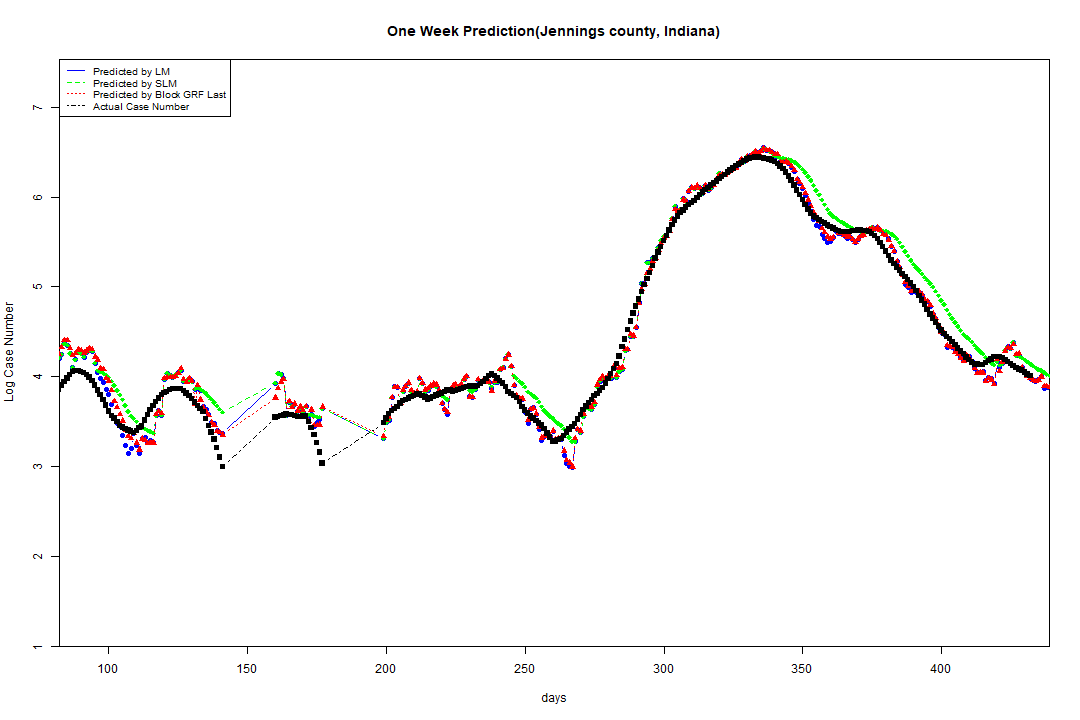 One Week Prediction(Jennings county, Indiana)
Predicted by LM
Predicted by SLM
Predicted by Block GRF Last
Actual Case Number
Log Case Number
7
6
5
4
3
2
1
100 150 200 250 300 350 400
days